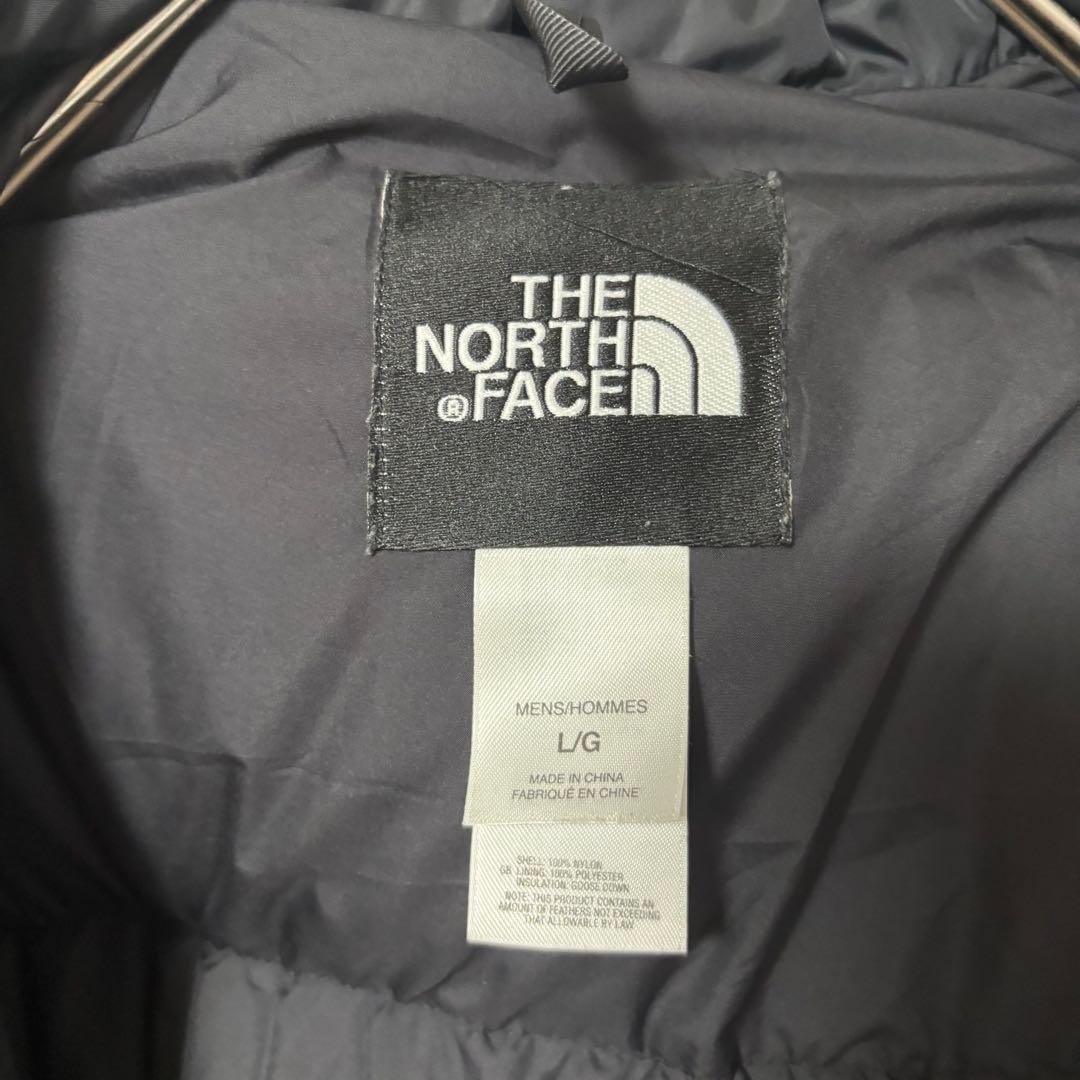 THE
NORTH
® FACE
MENS/HOMMES
L/G
MADE IN CHINA
FABRIQUÉ EN CHINE
SHELL: 100% NYLON
GB LINING: 100% POLYESTER
INSULATION: GOOSE DOWN
NOTE: THIS PRODUCT CONTAINS AN
AMOUNT OF FEATHERS NOT EXCEEDING
THAT ALLOWABLE BY LAW